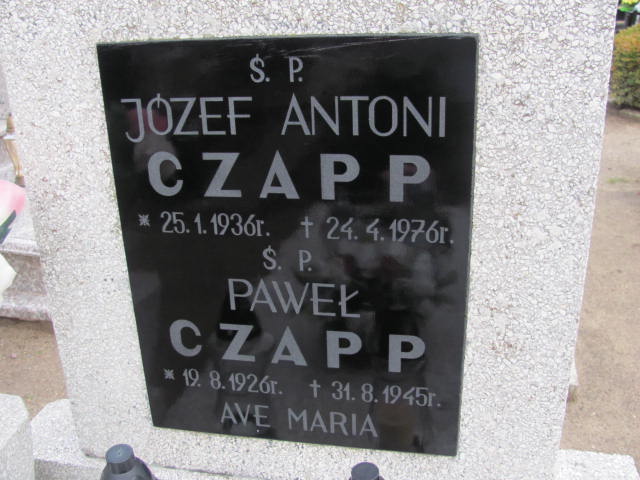 Ś. P.
JÓZEF ANTONI
CZAPP
* 25.1.1936r. † 24.4.1976r.
Ś. P.
PAWEŁ
CZAPP
* 19.8.1926r. † 31.8.1945r.
AVE MARIA